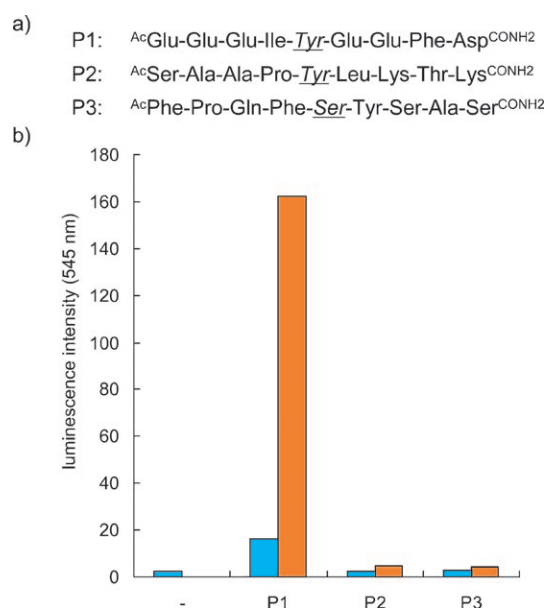 a)
P1: AcGlu-Glu-Glu-Ile-Tyr-Glu-Glu-Phe-AspCONH2
P2: AcSer-Ala-Ala-Pro-Tyr-Leu-Lys-Thr-LysCONH2
P3: AcPhe-Pro-Gln-Phe-Ser-Tyr-Ser-Ala-SerCONH2
b)
luminescence intensity (545 nm)
180
160
140
120
100
80
60
40
20
0
- P1 P2 P3